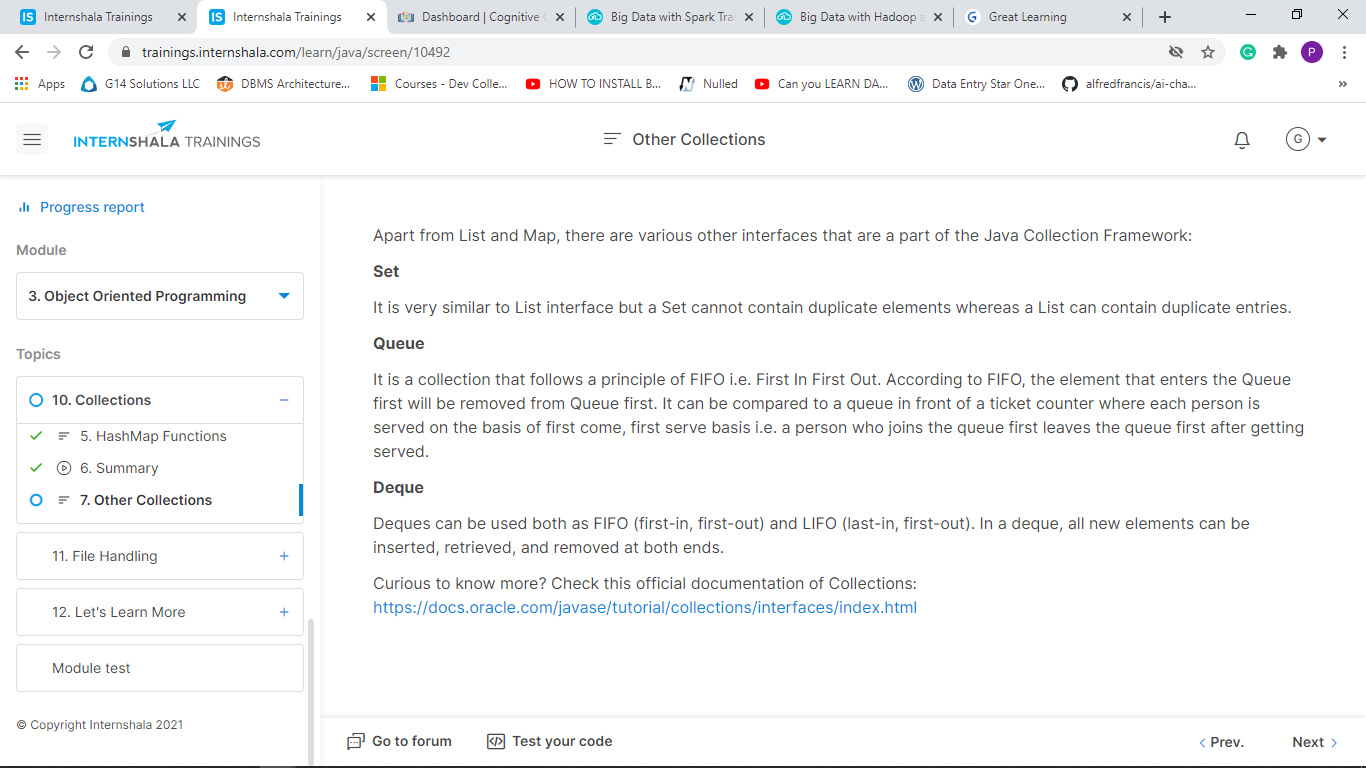 Internshala Trainings
Internshala Trainings
Dashboard | Cognitive
Big Data with Spark Tra
Big Data with Hadoop a
Great Learning
trainings.internshala.com/learn/java/screen/10492
P
Apps
G14 Solutions LLC
DBMS Architecture...
Courses - Dev Colle...
HOW TO INSTALL B...
Nulled
Can you LEARN DA...
Data Entry Star One...
alfredfrancis/ai-cha...
INTERNSHALA TRAININGS
Other Collections
G
Progress report
Module
3. Object Oriented Programming
Topics
10. Collections
5. HashMap Functions
6. Summary
7. Other Collections
11. File Handling
12. Let's Learn More
Module test
© Copyright Internshala 2021
Apart from List and Map, there are various other interfaces that are a part of the Java Collection Framework:
Set
It is very similar to List interface but a Set cannot contain duplicate elements whereas a List can contain duplicate entries.
Queue
It is a collection that follows a principle of FIFO i.e. First In First Out. According to FIFO, the element that enters the Queue
first will be removed from Queue first. It can be compared to a queue in front of a ticket counter where each person is
served on the basis of first come, first serve basis i.e. a person who joins the queue first leaves the queue first after getting
served.
Deque
Deques can be used both as FIFO (first-in, first-out) and LIFO (last-in, first-out). In a deque, all new elements can be
inserted, retrieved, and removed at both ends.
Curious to know more? Check this official documentation of Collections:
https://docs.oracle.com/javase/tutorial/collections/interfaces/index.html
Go to forum
Test your code
Prev.
Next